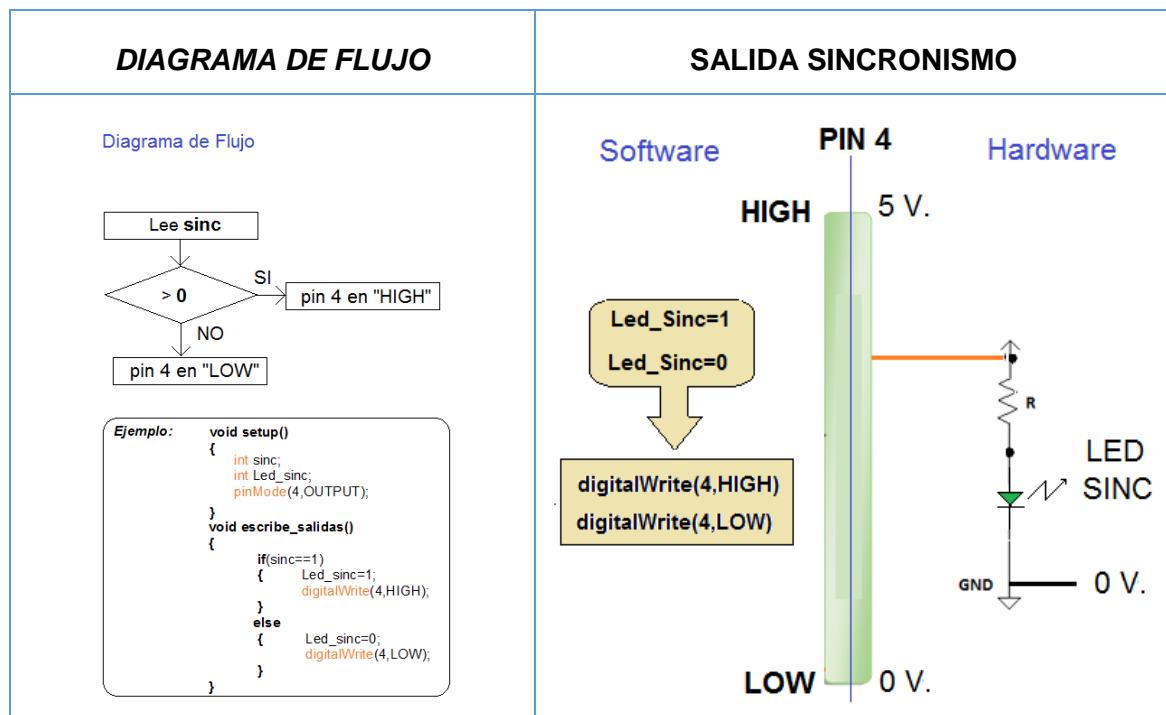 DIAGRAMA DE FLUJO
Diagrama de Flujo
Lee sinc
> 0
SI
pin 4 en "HIGH"
NO
pin 4 en "LOW"
Ejemplo: void setup()
{
int sinc;
int Led_sinc;
pinMode(4,OUTPUT);
}
void escribe_salidas()
{
if(sinc==1)
{ Led_sinc=1;
digitalWrite(4,HIGH);
}
else
{ Led_sinc=0;
digitalWrite(4,LOW);
}
}
SALIDA SINCRONISMO
Software PIN 4 Hardware
HIGH 5 V.
Led_Sinc=1
Led_Sinc=0
digitalWrite(4,HIGH)
digitalWrite(4,LOW)
R
LED
SINC
GND 0 V.
LOW 0 V.